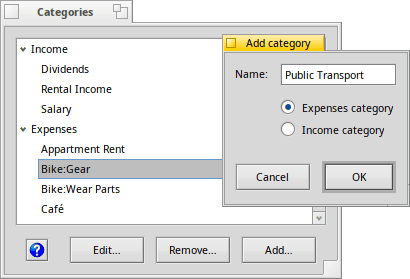 Categories
Income
Dividends
Rental Income
Salary
Expenses
Appartment Rent
Bike:Gear
Bike:Wear Parts
Café
?
Edit...
Remove...
Add...
Add category
Name:
Public Transport
Expenses category
Income category
Cancel
OK